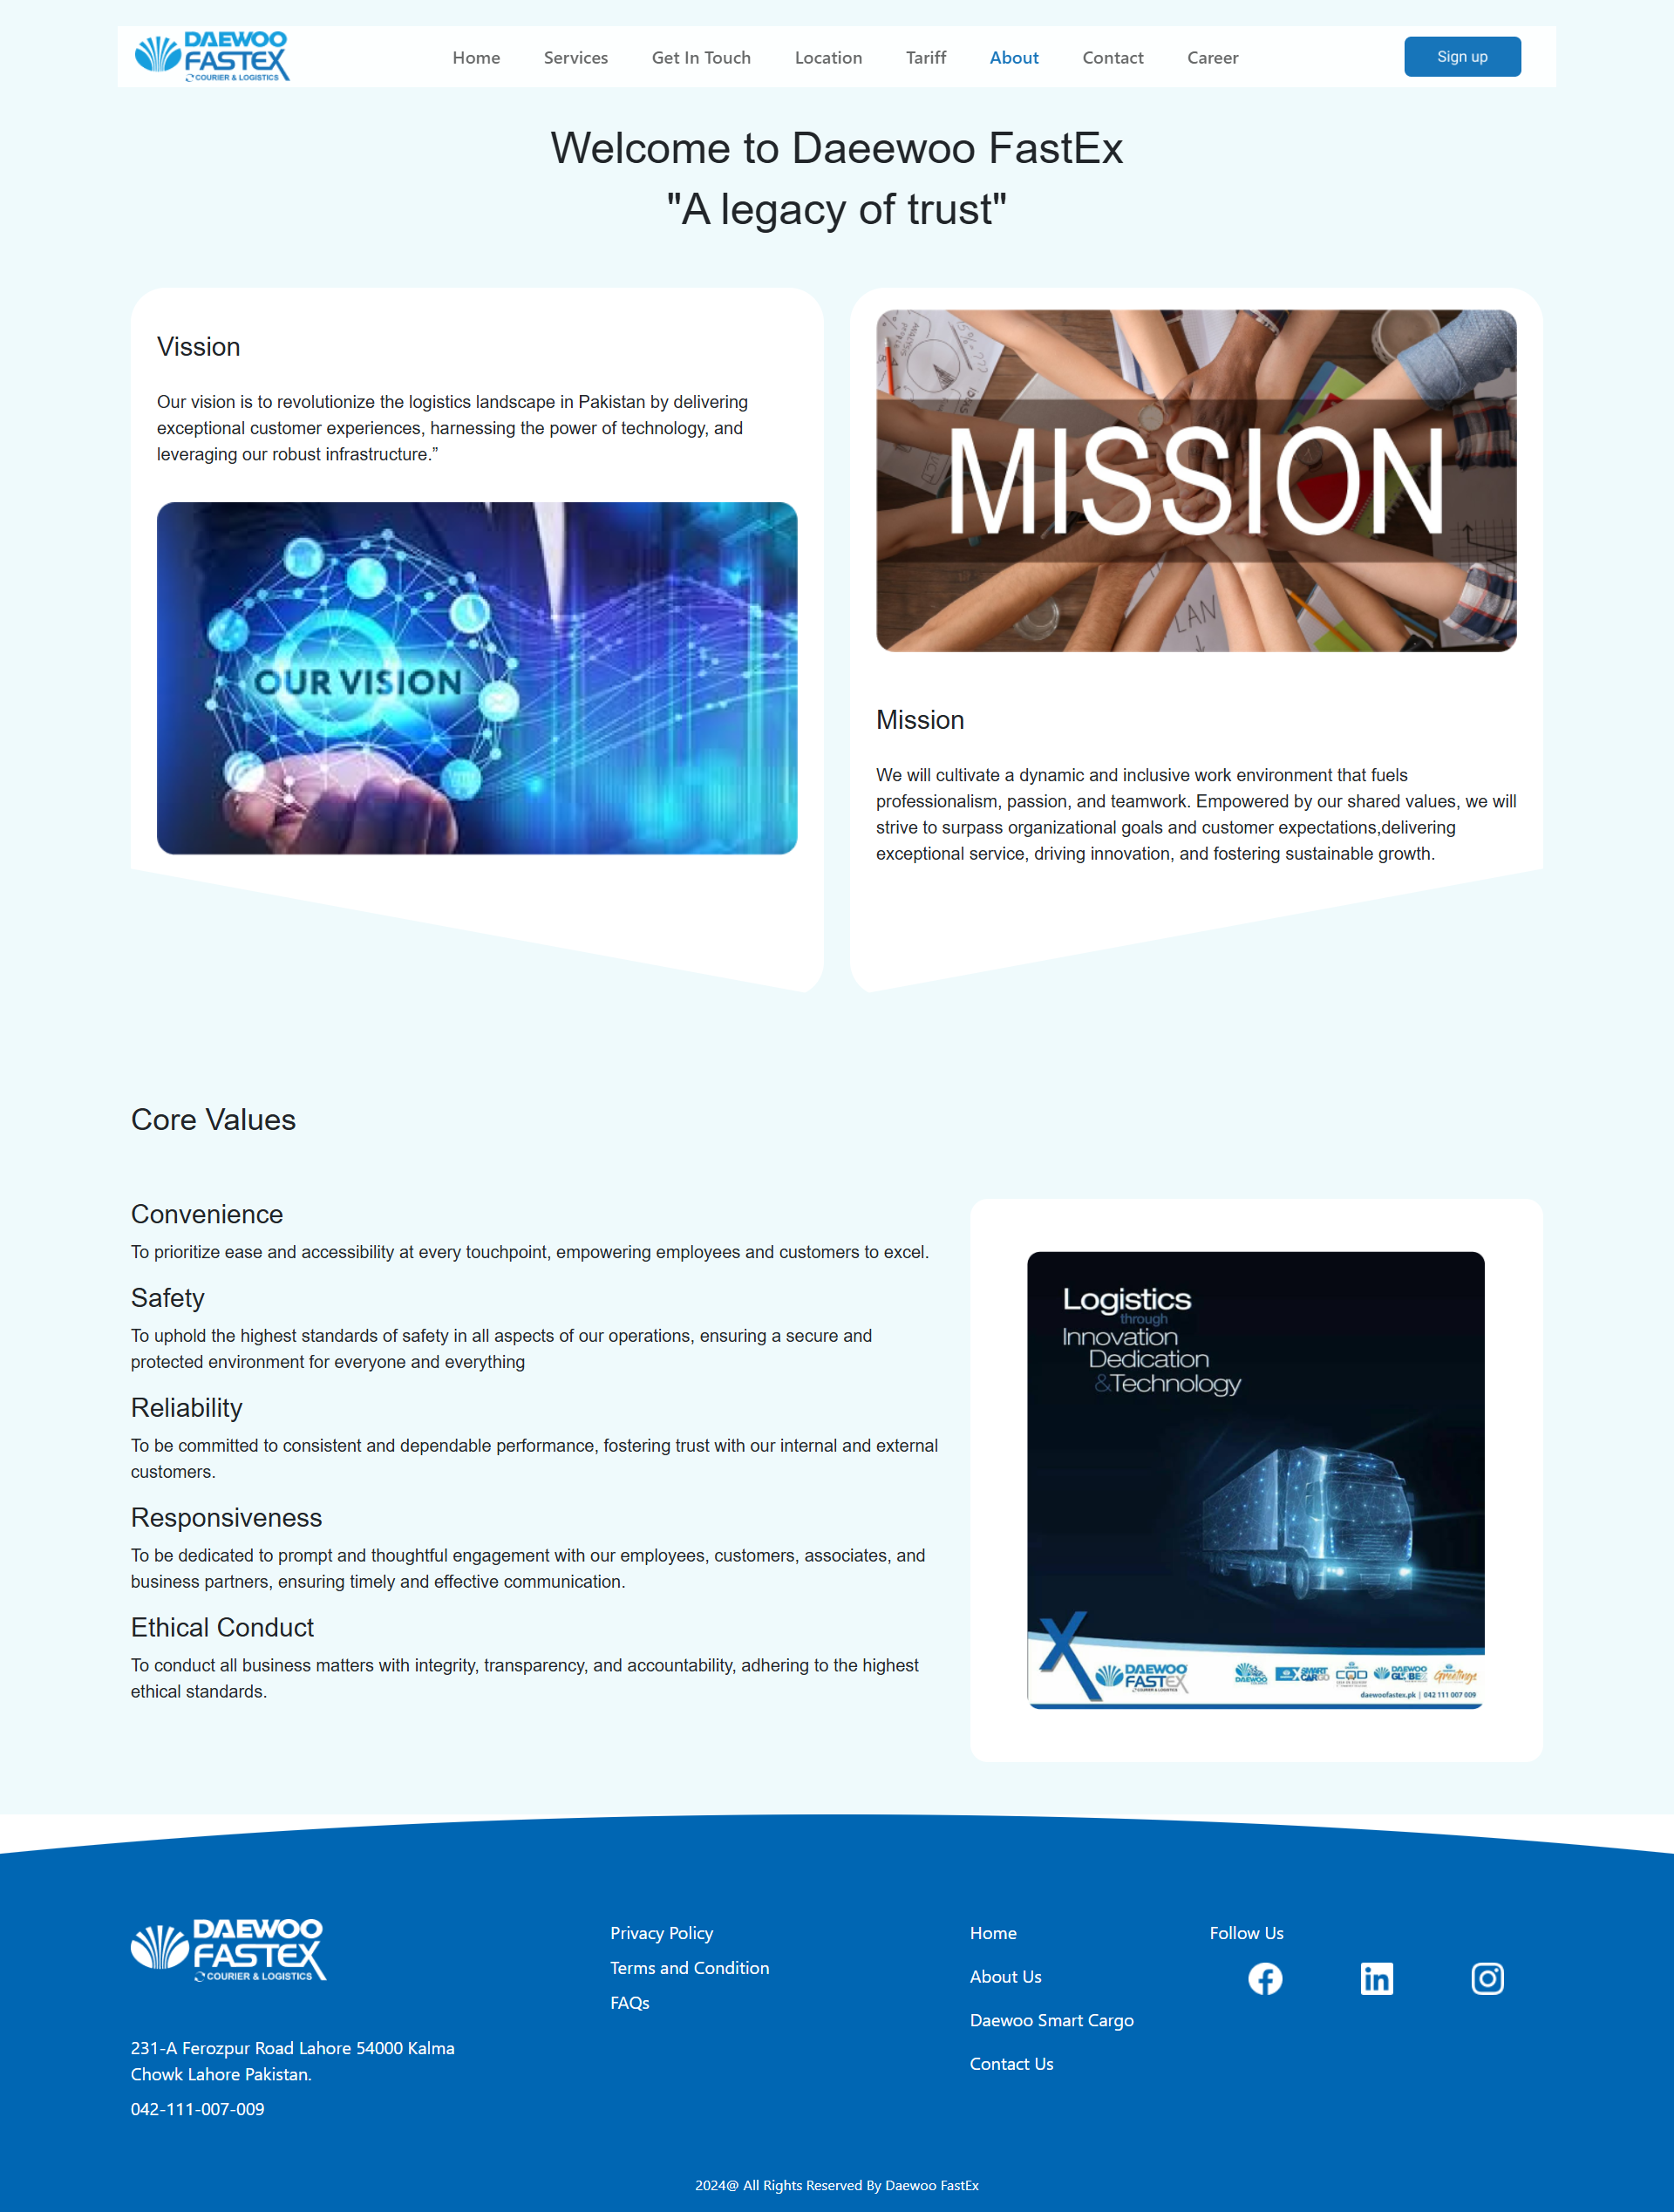 DAEWOO
FASTEX
COURIER & LOGISTICS
Home
Services
Get In Touch
Location
Tariff
About
Contact
Career
Sign up
Welcome to Daeewoo FastEx
"A legacy of trust"
Vission
Our vision is to revolutionize the logistics landscape in Pakistan by delivering
exceptional customer experiences, harnessing the power of technology, and
leveraging our robust infrastructure.”
OUR VISION
MISSION
PLAN
Mission
We will cultivate a dynamic and inclusive work environment that fuels
professionalism, passion, and teamwork. Empowered by our shared values, we will
strive to surpass organizational goals and customer expectations,delivering
exceptional service, driving innovation, and fostering sustainable growth.
Core Values
Convenience
To prioritize ease and accessibility at every touchpoint, empowering employees and customers to excel.
Safety
To uphold the highest standards of safety in all aspects of our operations, ensuring a secure and
protected environment for everyone and everything
Reliability
To be committed to consistent and dependable performance, fostering trust with our internal and external
customers.
Responsiveness
To be dedicated to prompt and thoughtful engagement with our employees, customers, associates, and
business partners, ensuring timely and effective communication.
Ethical Conduct
To conduct all business matters with integrity, transparency, and accountability, adhering to the highest
ethical standards.
Logistics
through
Innovation
Dedication
&Technology
X
DAEWOO
FASTEX
COURIER & LOGISTICS
DAEWOO
SMART
CARGO
COD
DAEWOO
GLOBE
Greetings
daewoofastex.pk | 042 111 007 009
DAEWOO
FASTEX
COURIER & LOGISTICS
231-A Ferozpur Road Lahore 54000 Kalma
Chowk Lahore Pakistan.
042-111-007-009
Privacy Policy
Terms and Condition
FAQs
Home
About Us
Daewoo Smart Cargo
Contact Us
Follow Us
2024@ All Rights Reserved By Daewoo FastEx